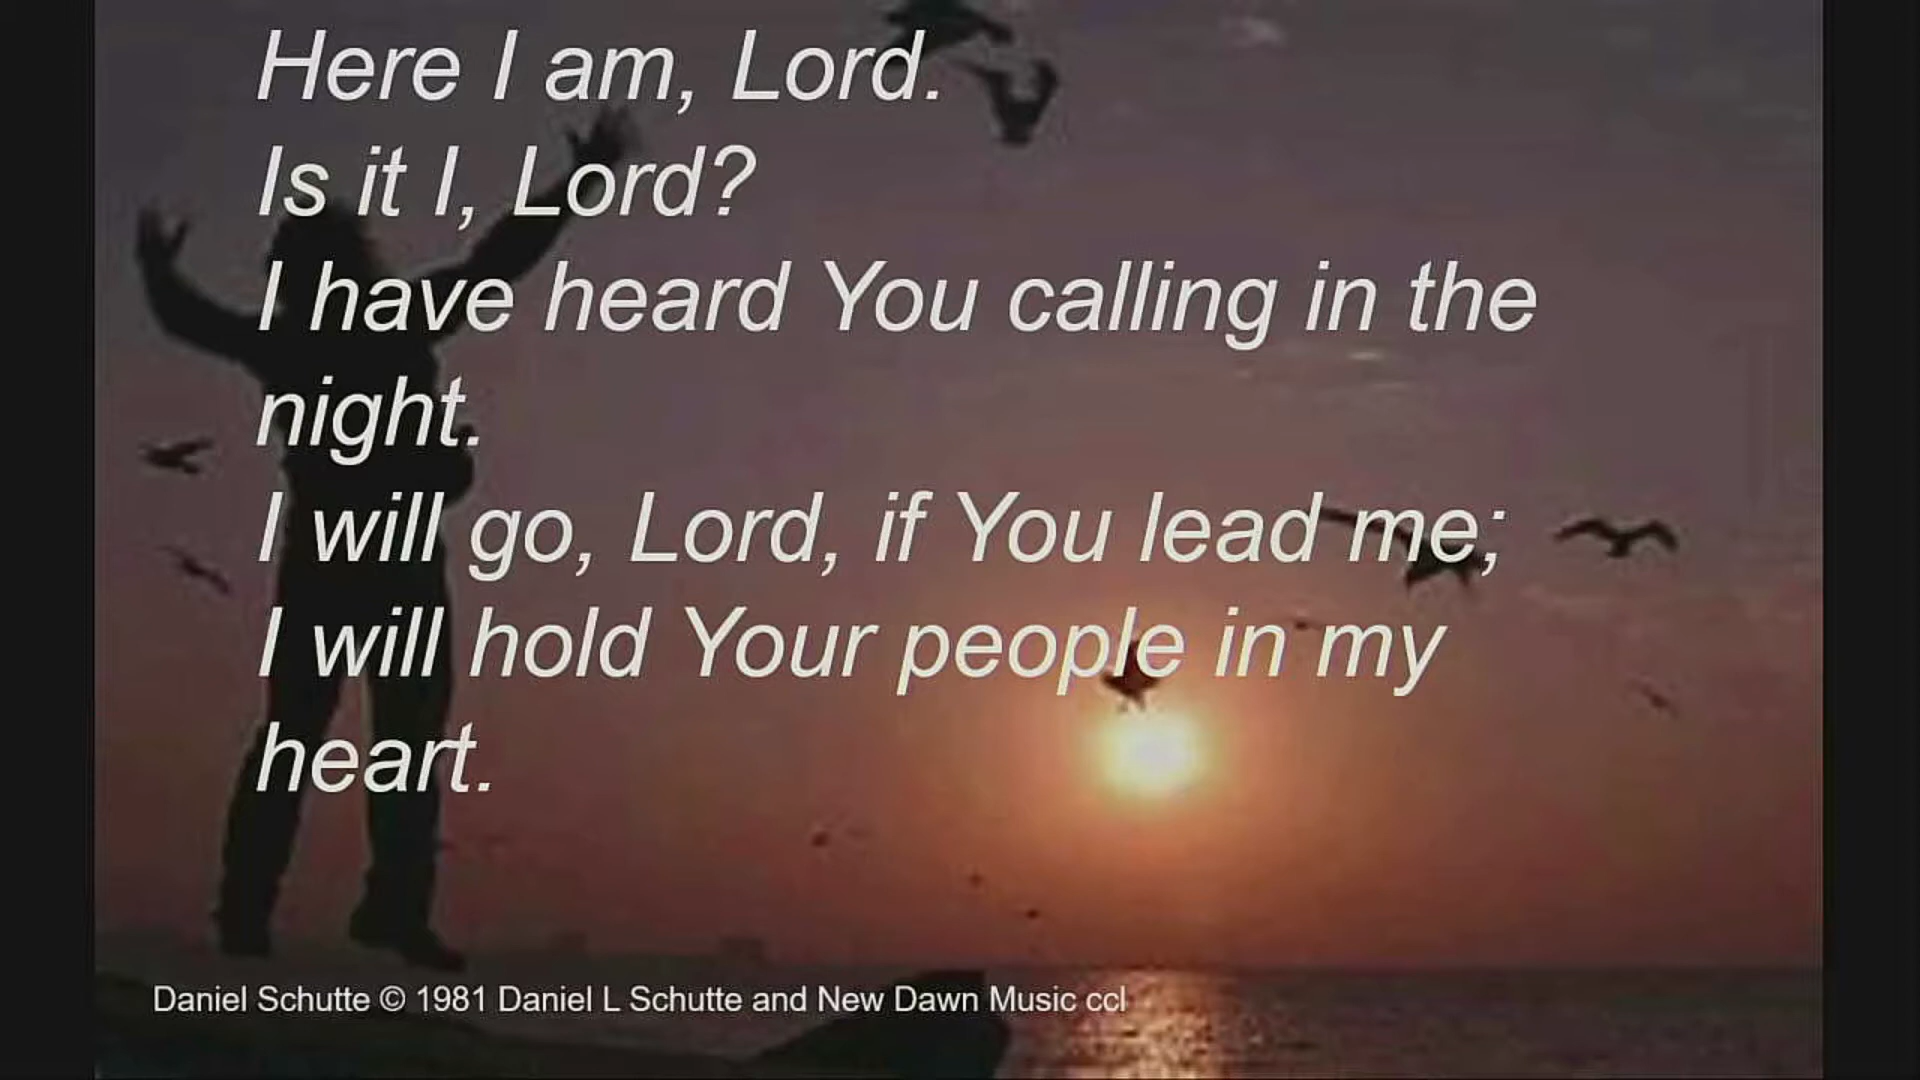 Here I am, Lord.
Is it I, Lord?
I have heard You calling in the
night.
I will go, Lord, if You lead me;
I will hold Your people in my
heart.
Daniel Schutte © 1981 Daniel L Schutte and New Dawn Music ccl